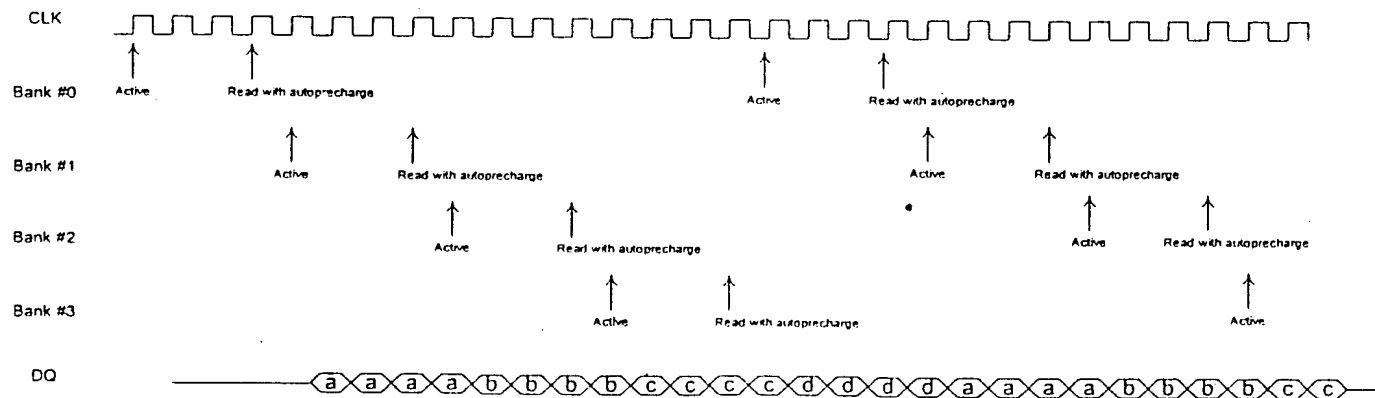 CLK
Bank #0 Active Read with autoprecharge Active Read with autoprecharge
Bank #1 Active Read with autoprecharge Active Read with autoprecharge
Bank #2 Active Read with autoprecharge Active Read with autoprecharge
Bank #3 Active Read with autoprecharge Active
DQ a a a a b b b b c c c c d d d d a a a a b b b b c c